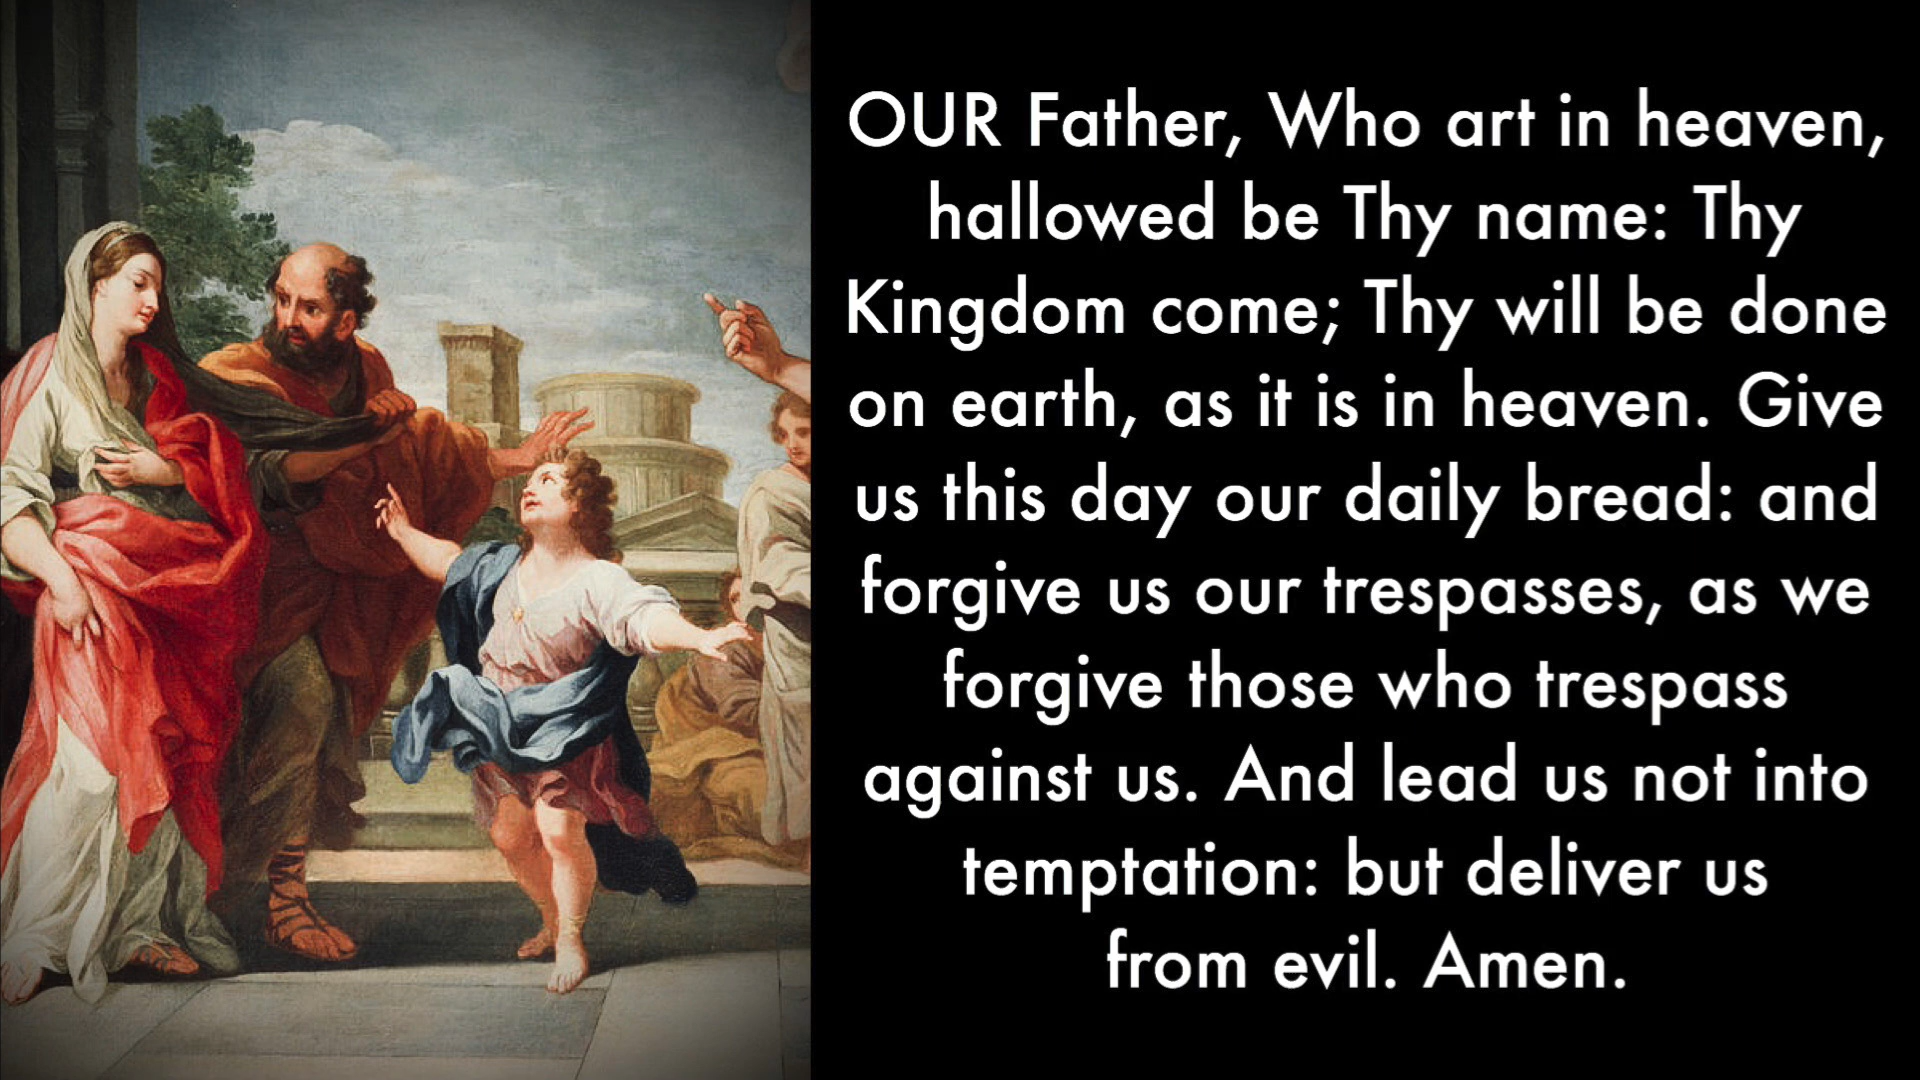 OUR Father, Who art in heaven,
hallowed be Thy name: Thy
Kingdom come; Thy will be done
on earth, as it is in heaven. Give
us this day our daily bread: and
forgive us our trespasses, as we
forgive those who trespass
against us. And lead us not into
temptation: but deliver us
from evil. Amen.